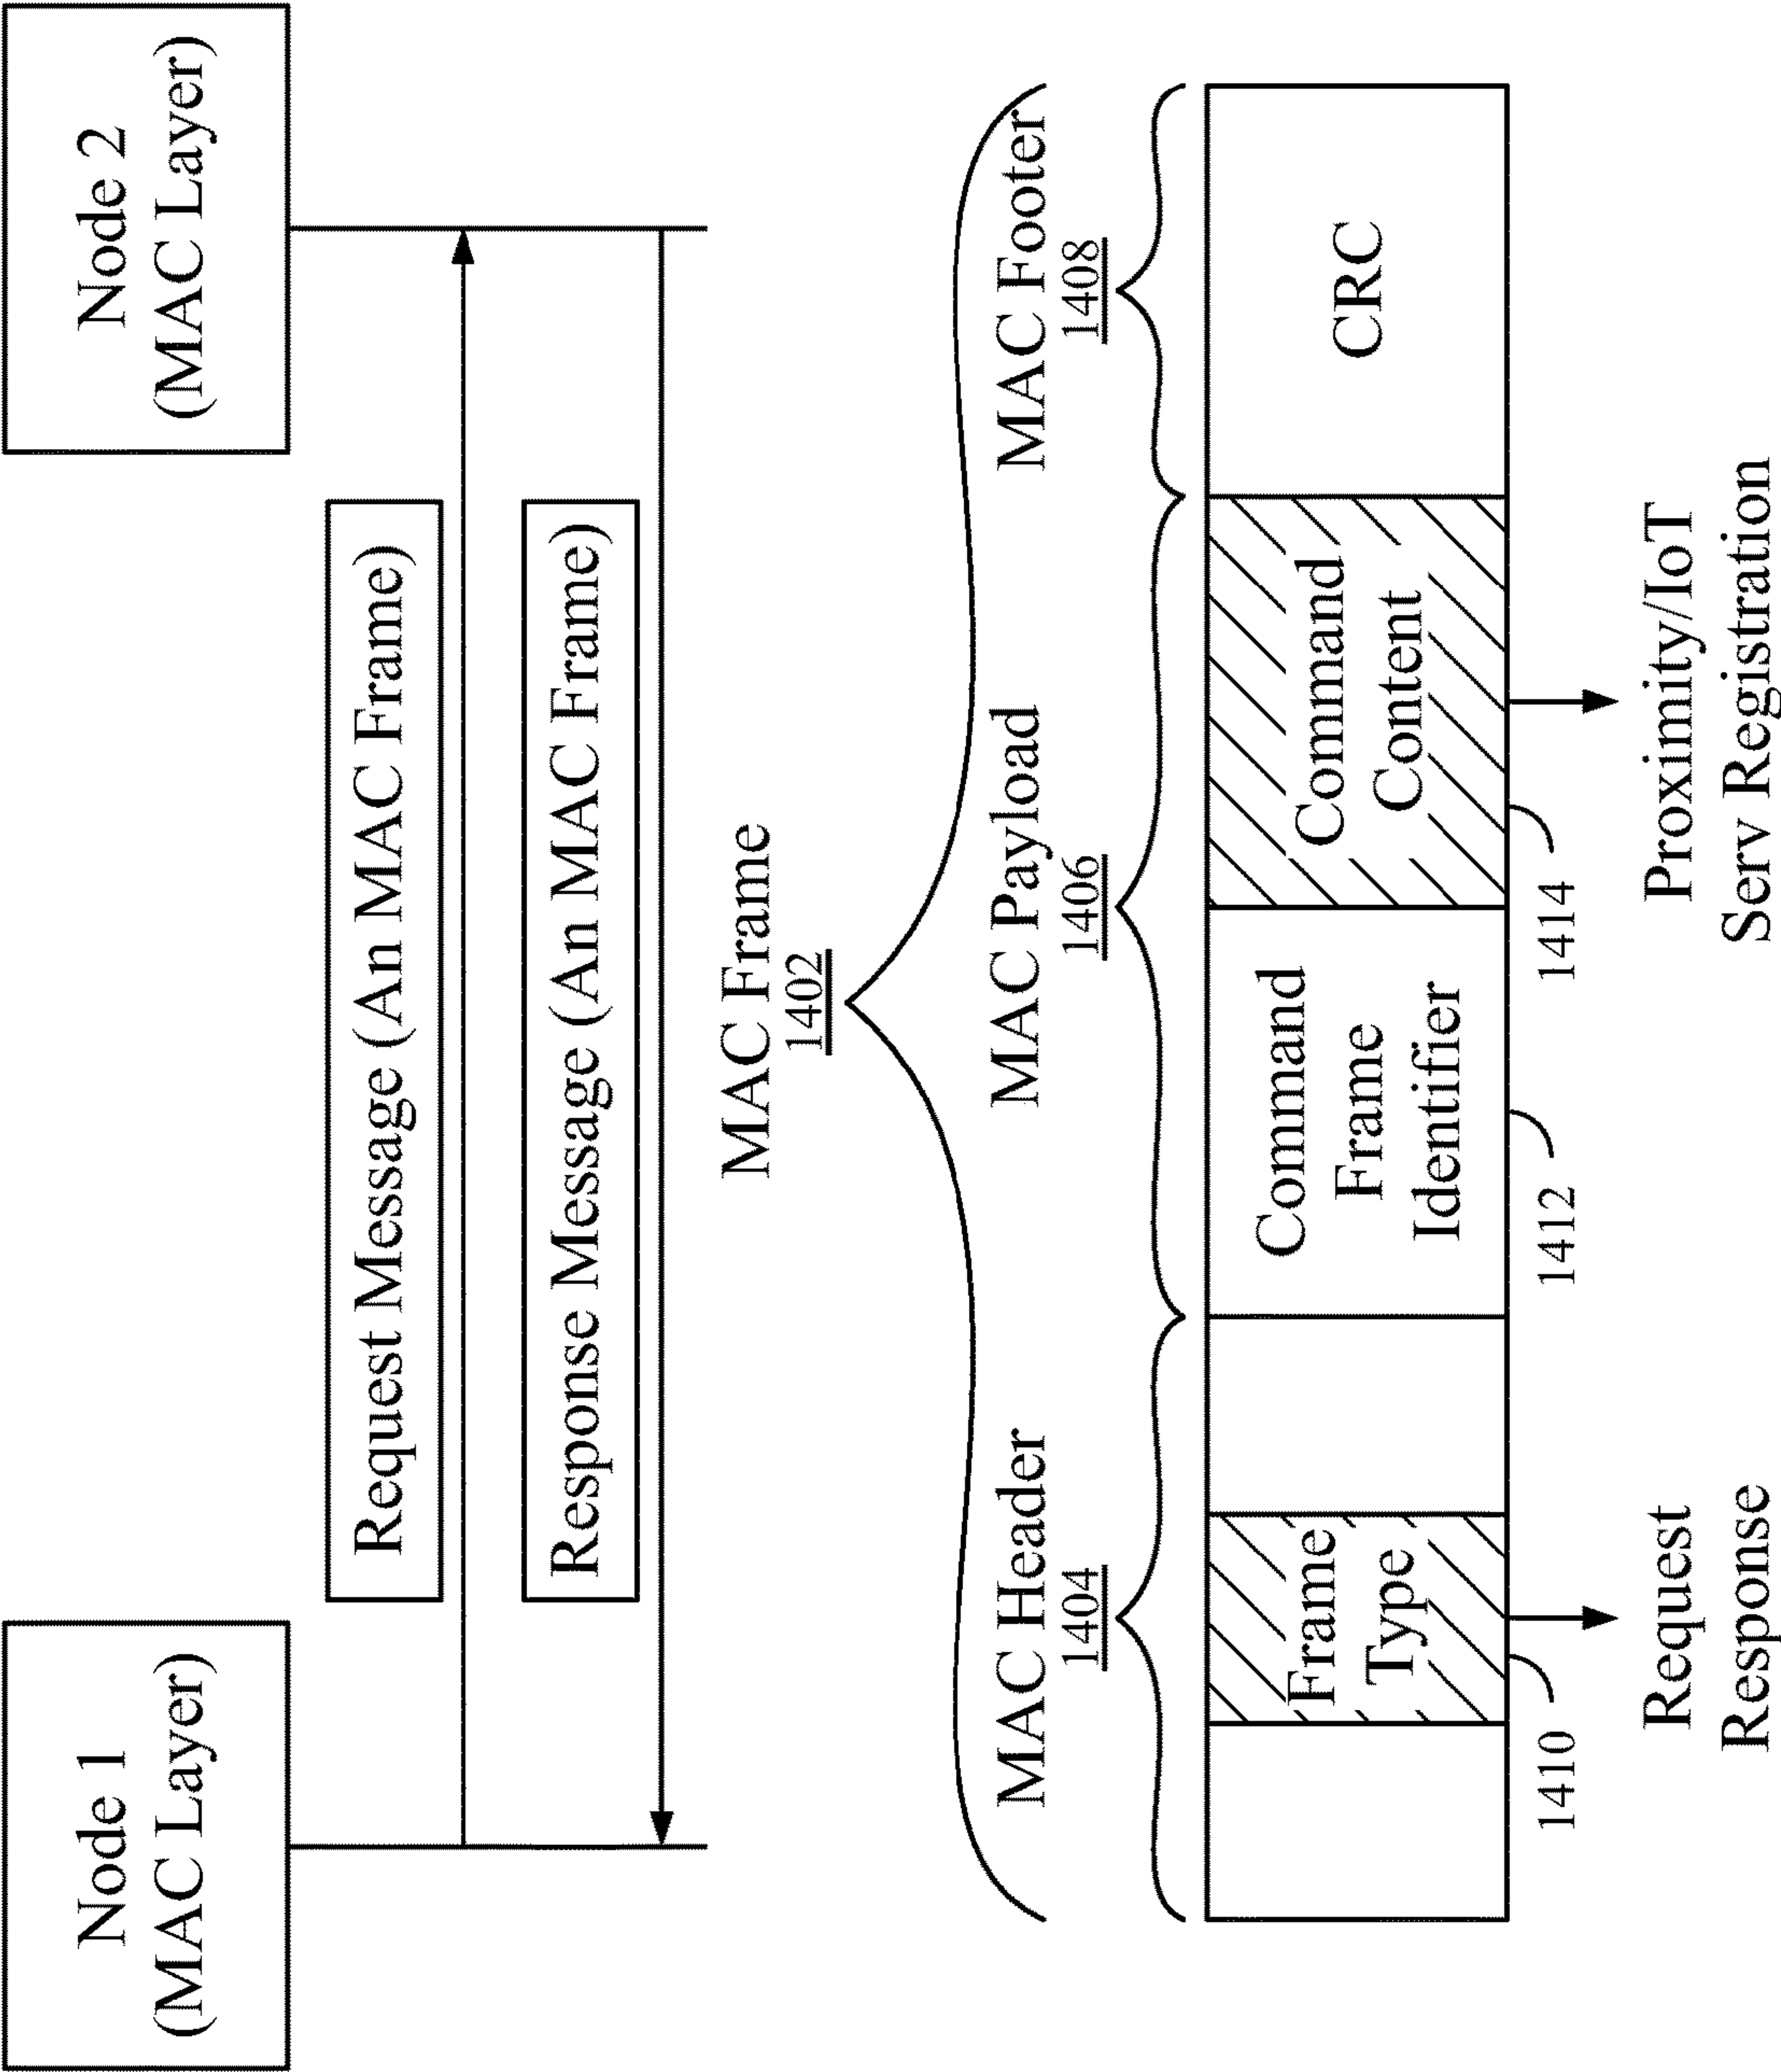 Node 1
(MAC Layer)
Node 2
(MAC Layer)
Request Message (An MAC Frame)
Response Message (An MAC Frame)
MAC Frame
1402
MAC Header
1404
MAC Payload
1406
MAC Footer
1408
Frame
Type
Command
Frame
Identifier
Command
Content
CRC
1410
1412
1414
Request
Response
Proximity/IoT
Serv Registration